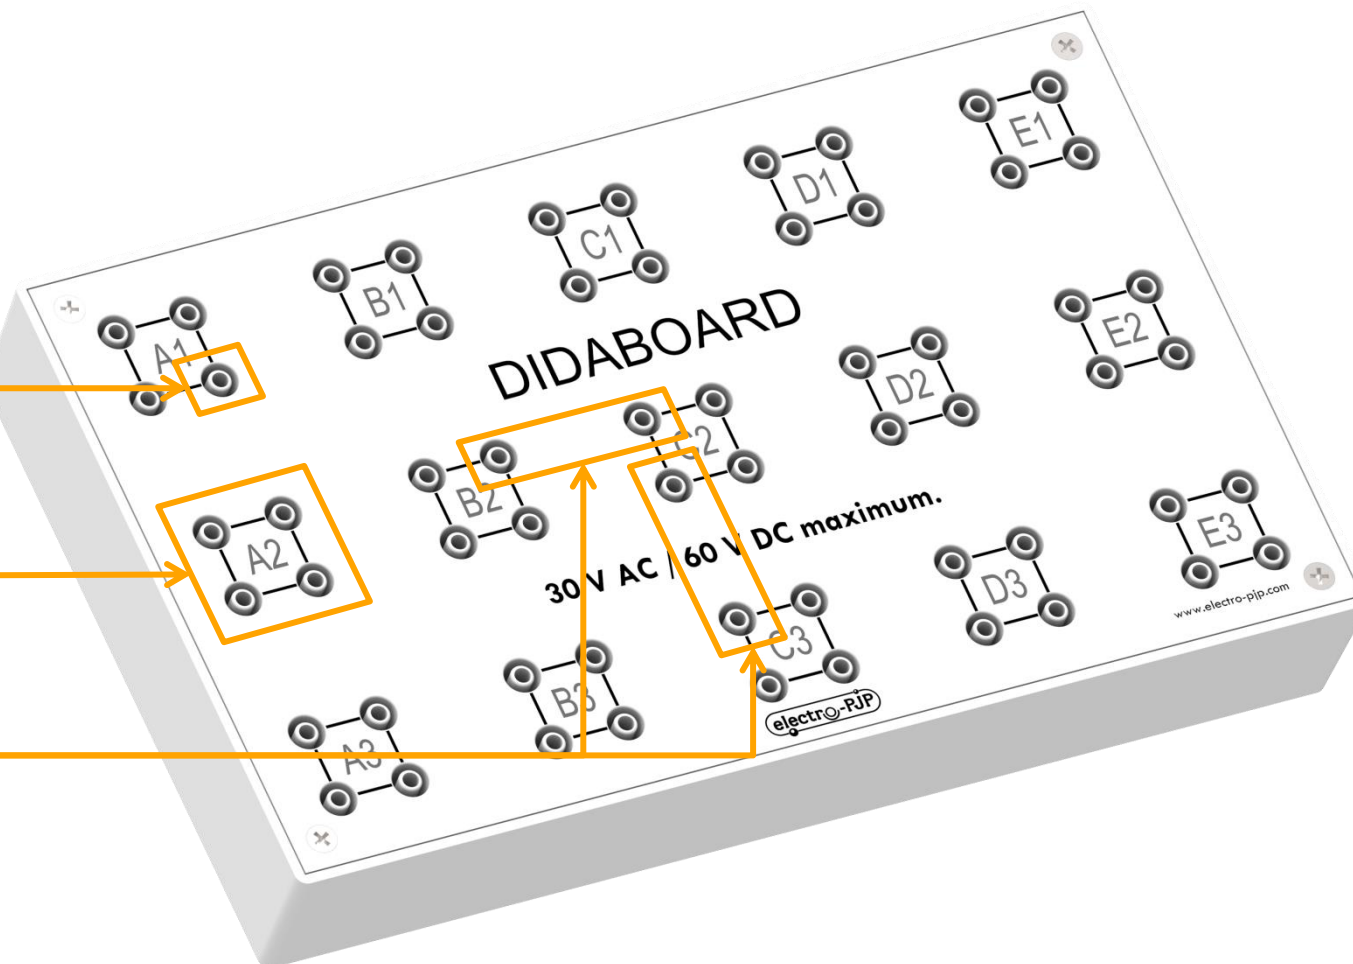 E1
D1
C1
B1
A1
DIDABOARD
E2
D2
C2
B2
A2
30 V AC / 60 V DC maximum.
E3
D3
C3
B3
A3
www.electro-pjp.com
electro-PJP